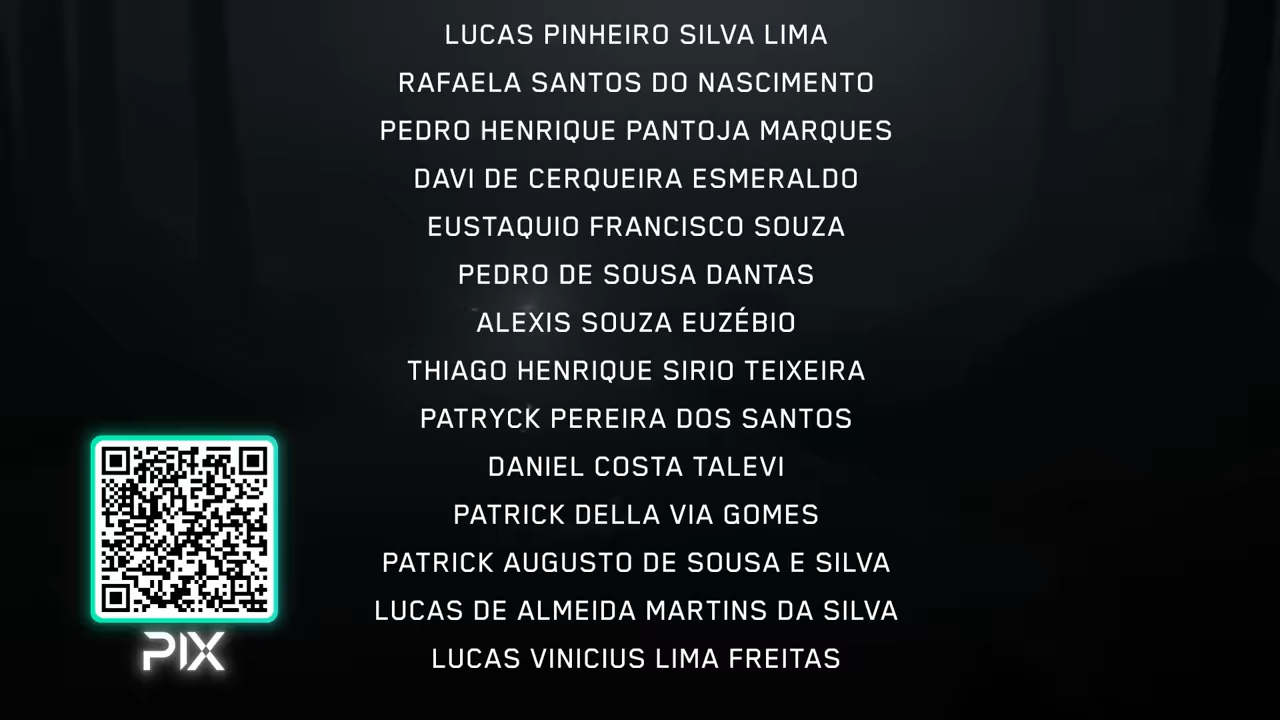 LUCAS PINHEIRO SILVA LIMA
RAFAELA SANTOS DO NASCIMENTO
PEDRO HENRIQUE PANTOJA MARQUES
DAVI DE CERQUEIRA ESMERALDO
EUSTAQUIO FRANCISCO SOUZA
PEDRO DE SOUSA DANTAS
ALEXIS SOUZA EUZÉBIO
THIAGO HENRIQUE SIRIO TEIXEIRA
PATRYCK PEREIRA DOS SANTOS
DANIEL COSTA TALEVI
PATRICK DELLA VIA GOMES
PATRICK AUGUSTO DE SOUSA E SILVA
LUCAS DE ALMEIDA MARTINS DA SILVA
LUCAS VINICIUS LIMA FREITAS
PIX